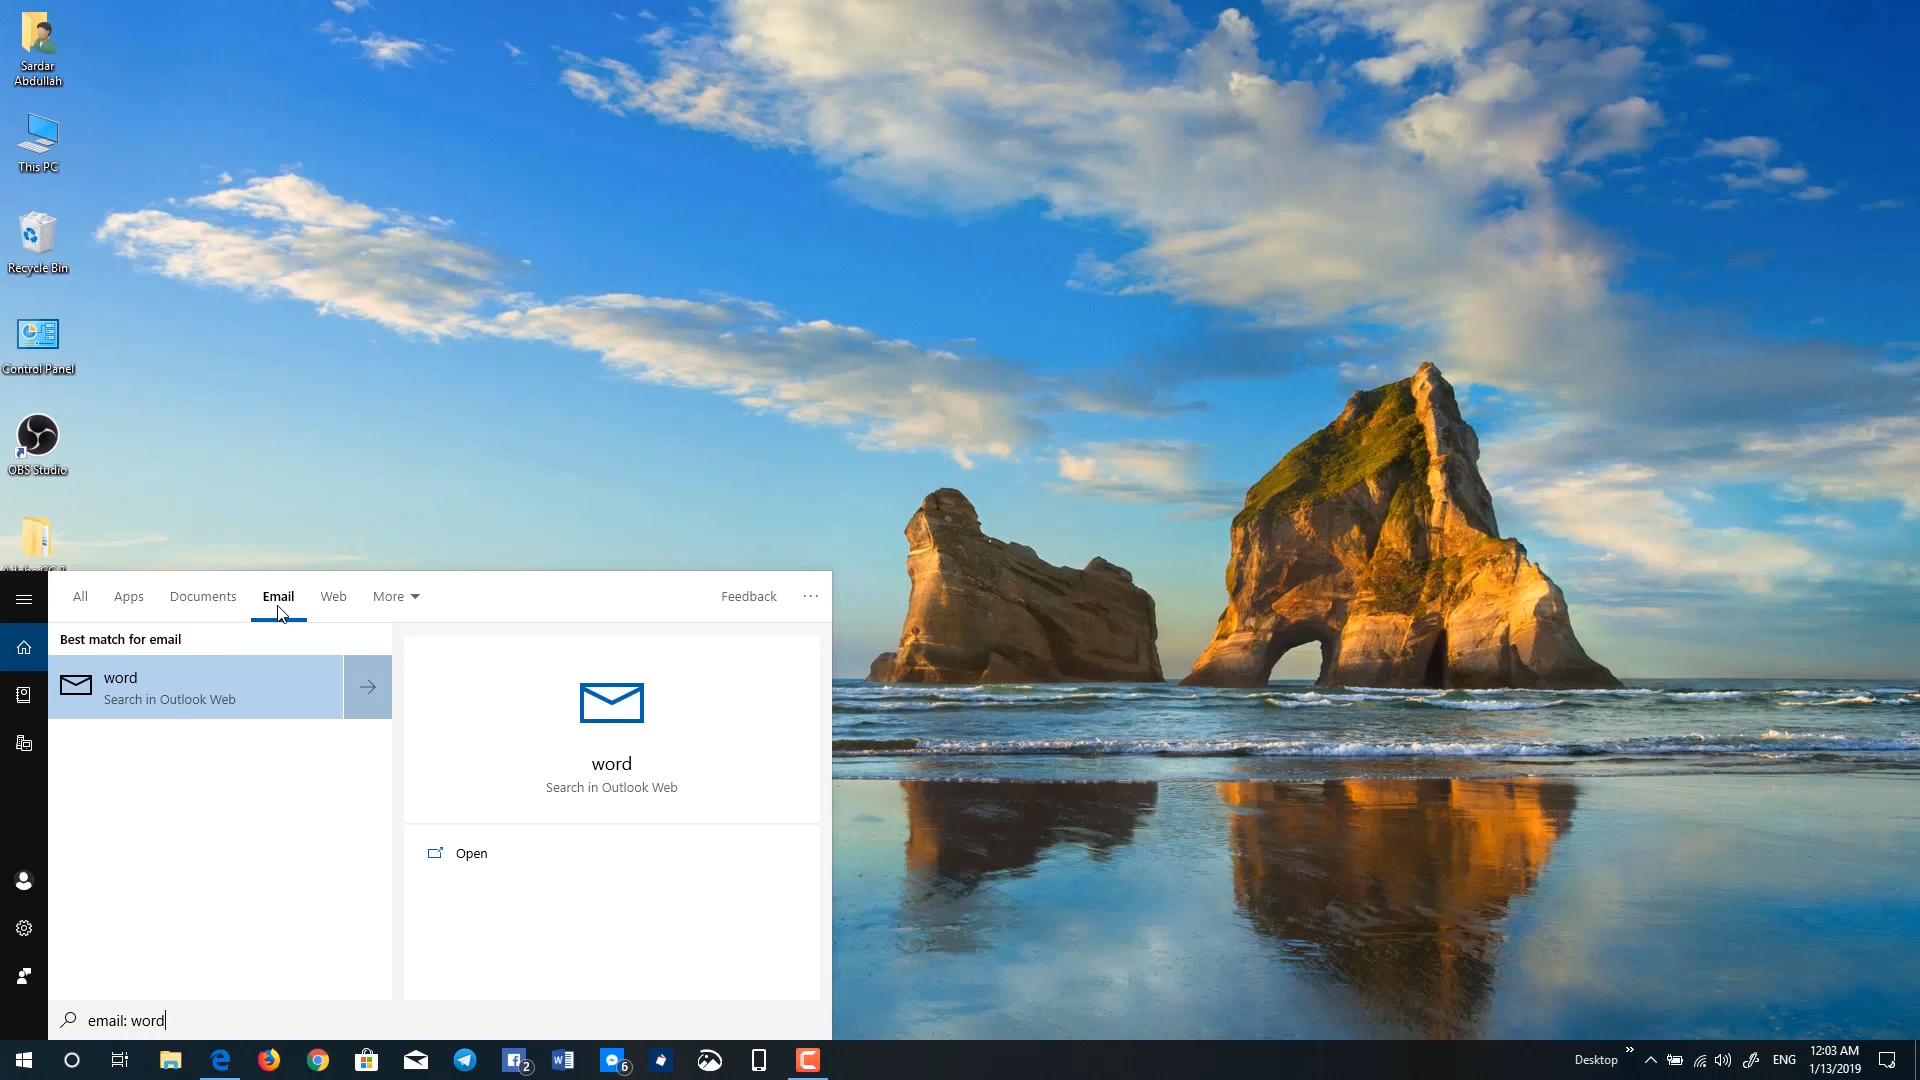 Sardar
Abdullah
This PC
Recycle Bin
Control Panel
OBS Studio
All Apps Documents Email Web More Feedback ···
Best match for email
word
Search in Outlook Web
word
Search in Outlook Web
Open
email: word
2
6
Desktop » ENG 12:03 AM
1/13/2019